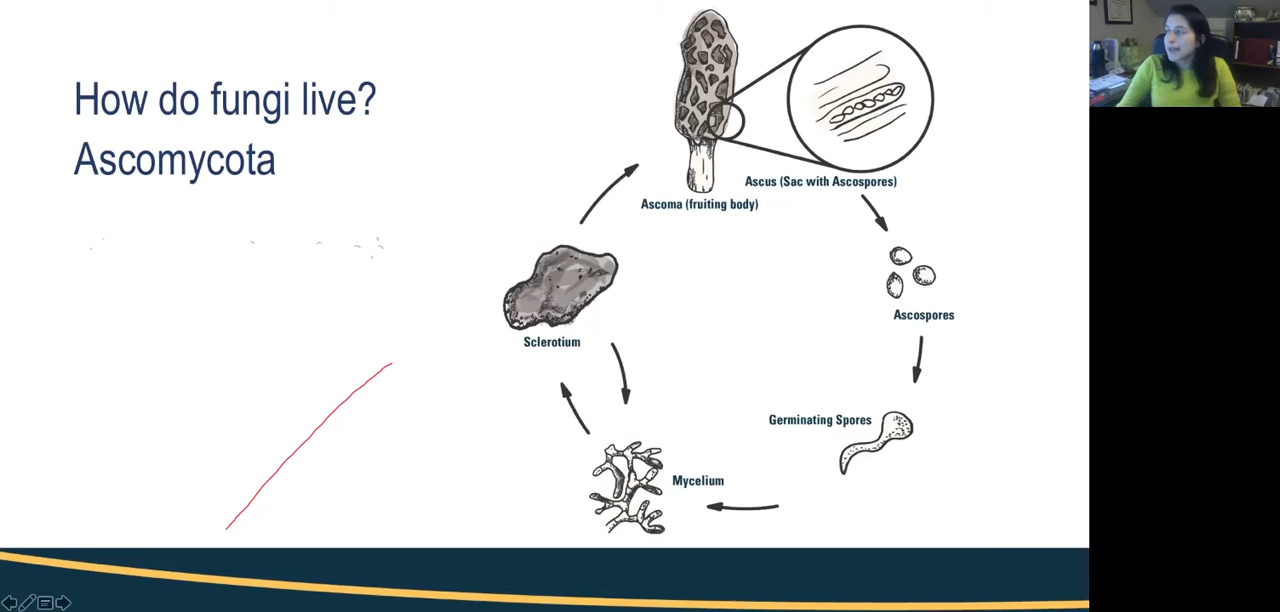 How do fungi live?
Ascomycota
Ascus (Sac with Ascospores)
Ascoma (fruiting body)
Ascospores
Sclerotium
Germinating Spores
Mycelium